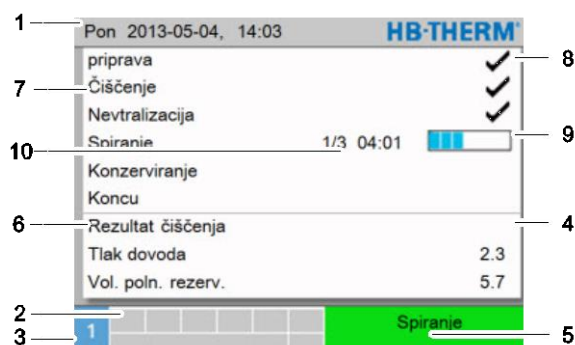 1
Pon 2013-05-04, 14:03 HB-THERM®
priprava 8
7 Čiščenje
Nevtralizacija
10 Spiranje 1/3 04:01 9
Konzerviranje
Koncu
6 Rezultat čiščenja 4
Tlak dovoda 2.3
Vol. poln. rezerv. 5.7
2
3 1 Spiranje 5